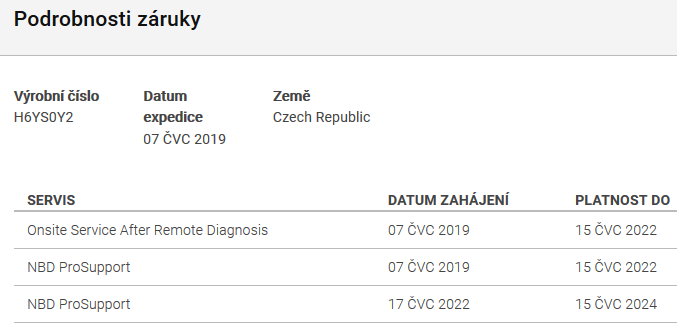 Podrobnosti záruky
Výrobní číslo
H6YS0Y2
Datum
expedice
07 ČVC 2019
Země
Czech Republic
SERVIS DATUM ZAHÁJENÍ PLATNOST DO
Onsite Service After Remote Diagnosis 07 ČVC 2019 15 ČVC 2022
NBD ProSupport 07 ČVC 2019 15 ČVC 2022
NBD ProSupport 17 ČVC 2022 15 ČVC 2024